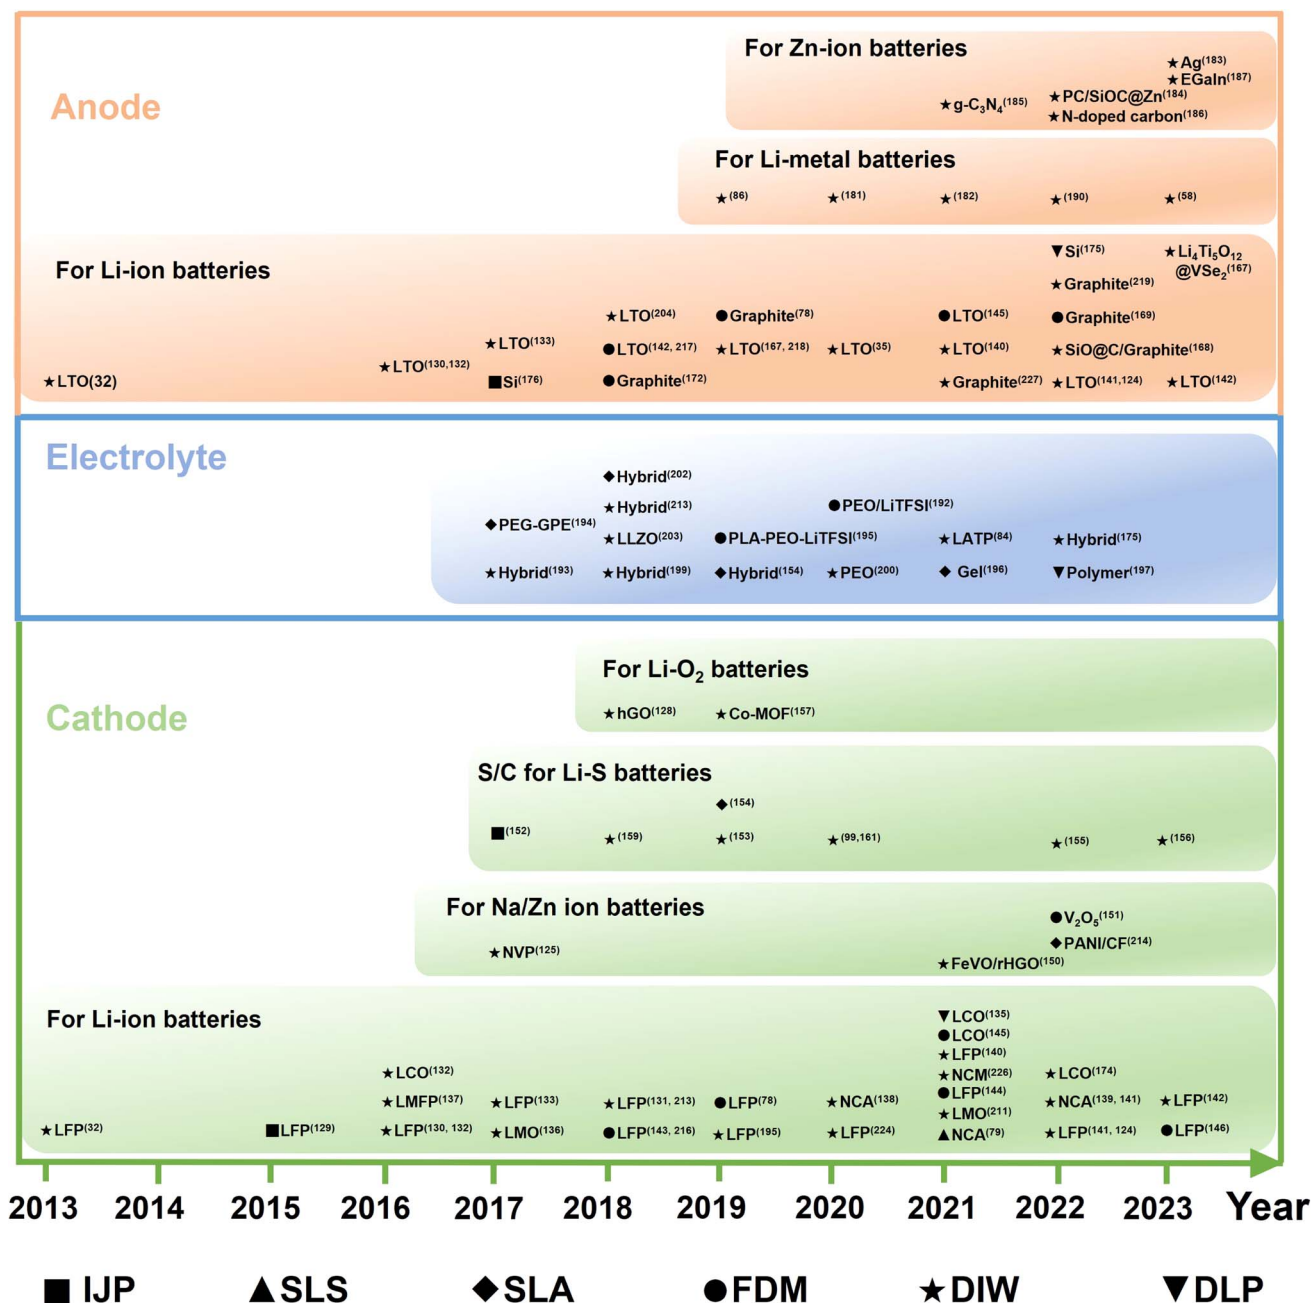 Anode
For Zn-ion batteries
★Ag(183)
★EGaIn(187)
★PC/SiOC@Zn(184)
★g-C3N4(185)
★N-doped carbon(186)
For Li-metal batteries
★(86) ★(181) ★(182) ★(190) ★(58)
For Li-ion batteries
▼Si(175) ★Li4Ti5O12
@VSe2(167)
★Graphite(219)
★LTO(204) ●Graphite(78) ●LTO(145) ●Graphite(169)
★LTO(133) ●LTO(142, 217) ★LTO(167, 218) ★LTO(35) ★LTO(140) ★SiO@C/Graphite(168)
★LTO(130,132)
★LTO(32) ■Si(176) ●Graphite(172) ★Graphite(227) ★LTO(141,124) ★LTO(142)
Electrolyte
◆Hybrid(202)
★Hybrid(213) ●PEO/LiTFSI(192)
◆PEG-GPE(194)
★LLZO(203) ●PLA-PEO-LiTFSI(195) ★LATP(84) ★Hybrid(175)
★Hybrid(193) ★Hybrid(199) ◆Hybrid(154) ★PEO(200) ◆Gel(196) ▼Polymer(197)
Cathode
For Li-O2 batteries
★hGO(128) ★Co-MOF(157)
S/C for Li-S batteries
◆(154)
■(152) ★(159) ★(153) ★(99,161) ★(155) ★(156)
For Na/Zn ion batteries
●V2O5(151)
◆PANI/CF(214)
★NVP(125)
★FeVO/rHGO(150)
For Li-ion batteries
▼LCO(135)
●LCO(145)
★LFP(140)
★LCO(132) ★NCM(226) ★LCO(174)
●LFP(144)
★LMFP(137) ★LFP(133) ★LFP(131, 213) ●LFP(78) ★NCA(138) ★NCA(139, 141) ★LFP(142)
★LMO(211)
★LFP(32) ■LFP(129) ★LFP(130, 132) ★LMO(136) ●LFP(143, 216) ★LFP(195) ★LFP(224) ▲NCA(79) ★LFP(141, 124) ●LFP(146)
2013 2014 2015 2016 2017 2018 2019 2020 2021 2022 2023 Year
■ IJP ▲SLS ◆SLA ●FDM ★DIW ▼DLP